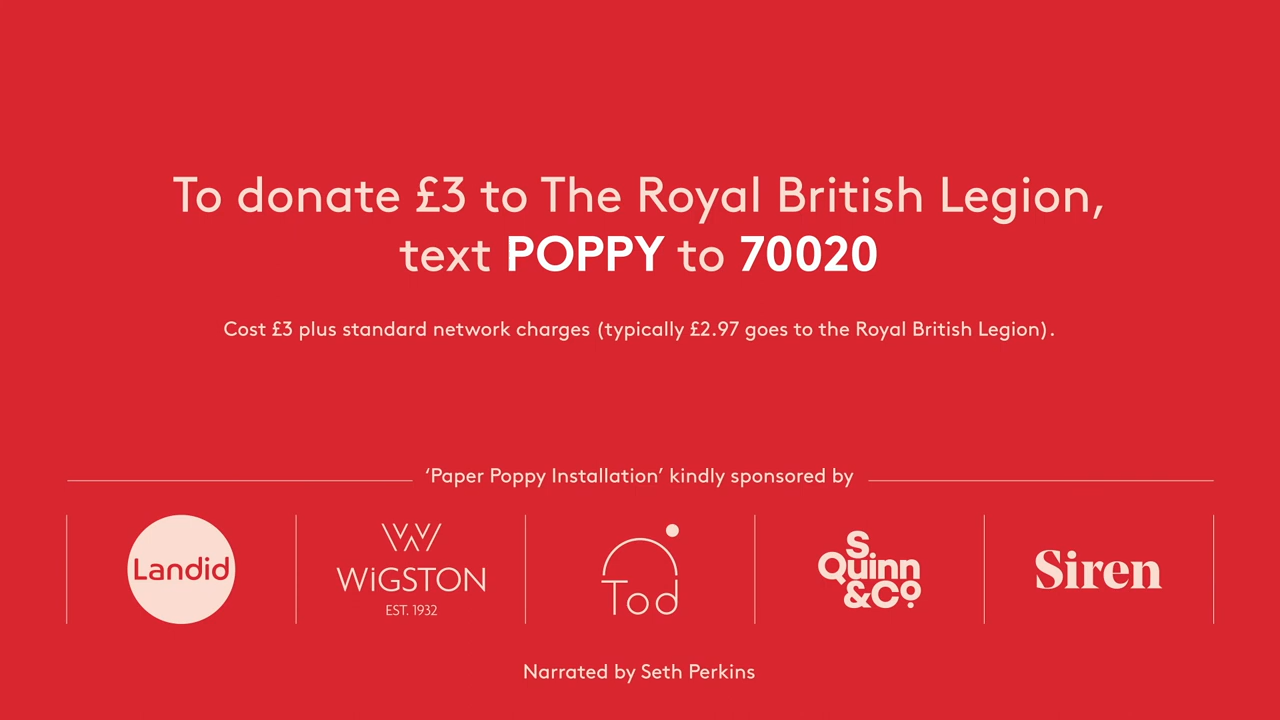 To donate £3 to The Royal British Legion,
text POPPY to 70020
Cost £3 plus standard network charges (typically £2.97 goes to the Royal British Legion).
‘Paper Poppy Installation’ kindly sponsored by
Landid
W
WiGSTON
EST. 1932
Tod
S
Quinn
&Co
Siren
Narrated by Seth Perkins